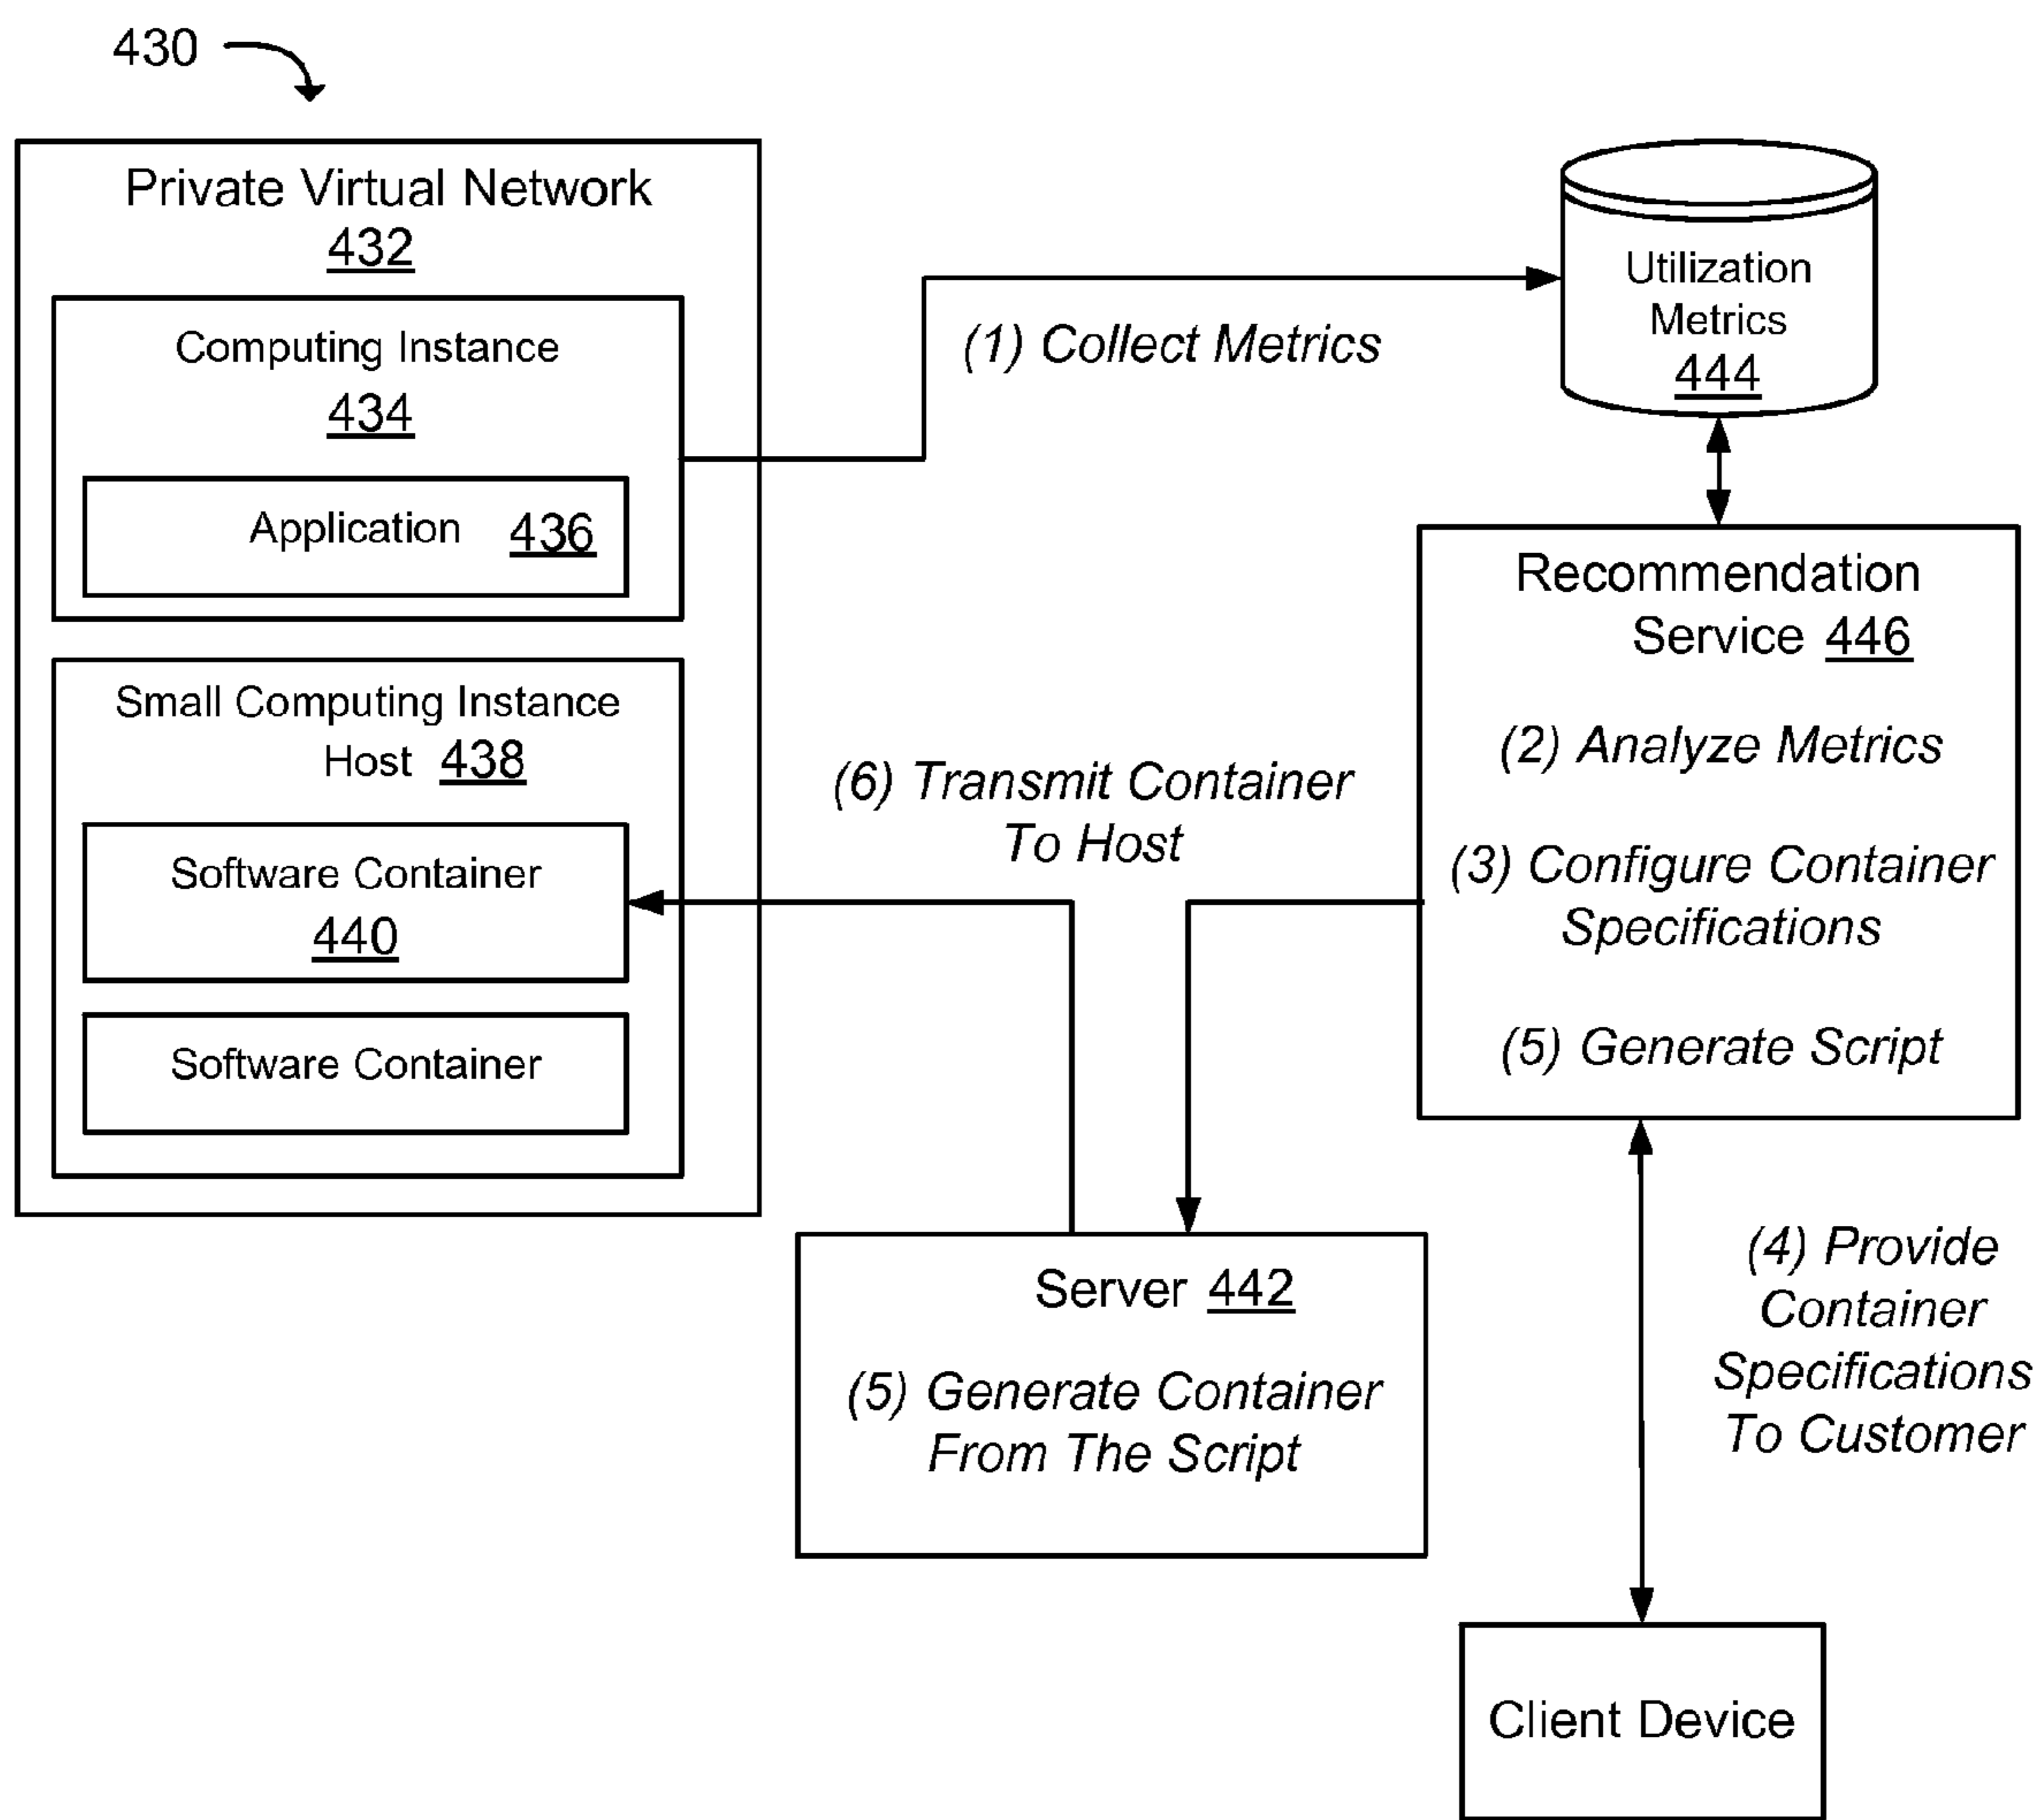 430
Private Virtual Network
432
Computing Instance
434
Application 436
Small Computing Instance
Host 438
Software Container
440
Software Container
(1) Collect Metrics
Utilization
Metrics
444
Recommendation
Service 446
(2) Analyze Metrics
(3) Configure Container
Specifications
(5) Generate Script
(6) Transmit Container
To Host
Server 442
(5) Generate Container
From The Script
(4) Provide
Container
Specifications
To Customer
Client Device